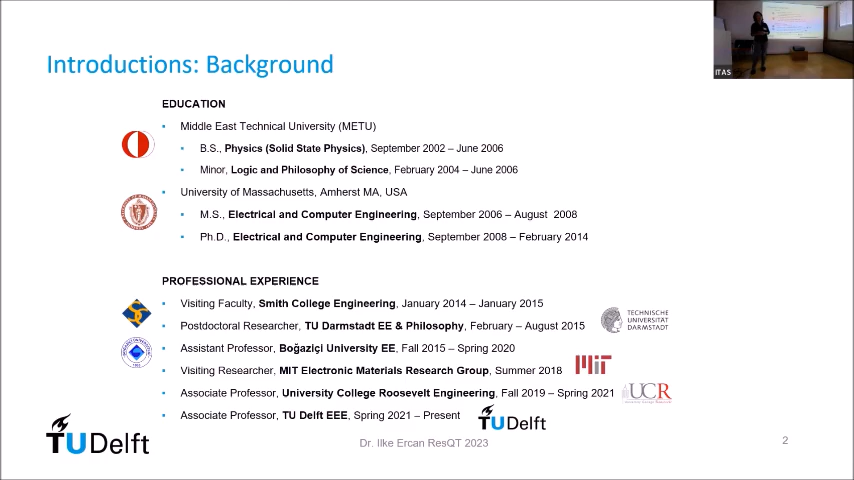 ITAS
Introductions: Background
EDUCATION
Middle East Technical University (METU)
B.S., Physics (Solid State Physics), September 2002 – June 2006
Minor, Logic and Philosophy of Science, February 2004 – June 2006
University of Massachusetts, Amherst MA, USA
M.S., Electrical and Computer Engineering, September 2006 – August 2008
Ph.D., Electrical and Computer Engineering, September 2008 – February 2014
PROFESSIONAL EXPERIENCE
Visiting Faculty, Smith College Engineering, January 2014 – January 2015
Postdoctoral Researcher, TU Darmstadt EE & Philosophy, February – August 2015
TECHNISCHE
UNIVERSITÄT
DARMSTADT
Assistant Professor, Boğaziçi University EE, Fall 2015 – Spring 2020
Visiting Researcher, MIT Electronic Materials Research Group, Summer 2018
MIT
Associate Professor, University College Roosevelt Engineering, Fall 2019 – Spring 2021
UCR
Associate Professor, TU Delft EEE, Spring 2021 – Present
TUDelft
TUDelft
Dr. Ilke Ercan ResQT 2023
2